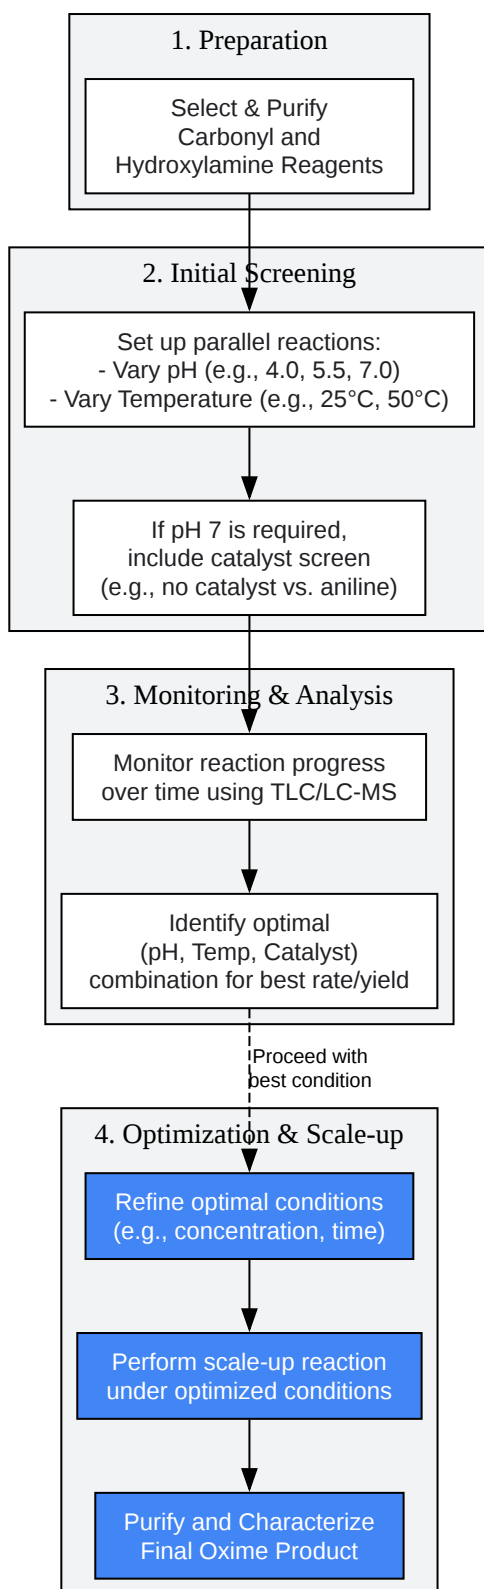 1. Preparation
Select & Purify
Carbonyl and
Hydroxylamine Reagents
2. Initial Screening
Set up parallel reactions:
- Vary pH (e.g., 4.0, 5.5, 7.0)
- Vary Temperature (e.g., 25°C, 50°C)
If pH 7 is required,
include catalyst screen
(e.g., no catalyst vs. aniline)
3. Monitoring & Analysis
Monitor reaction progress
over time using TLC/LC-MS
Identify optimal
(pH, Temp, Catalyst)
combination for best rate/yield
Proceed with
best condition
4. Optimization & Scale-up
Refine optimal conditions
(e.g., concentration, time)
Perform scale-up reaction
under optimized conditions
Purify and Characterize
Final Oxime Product